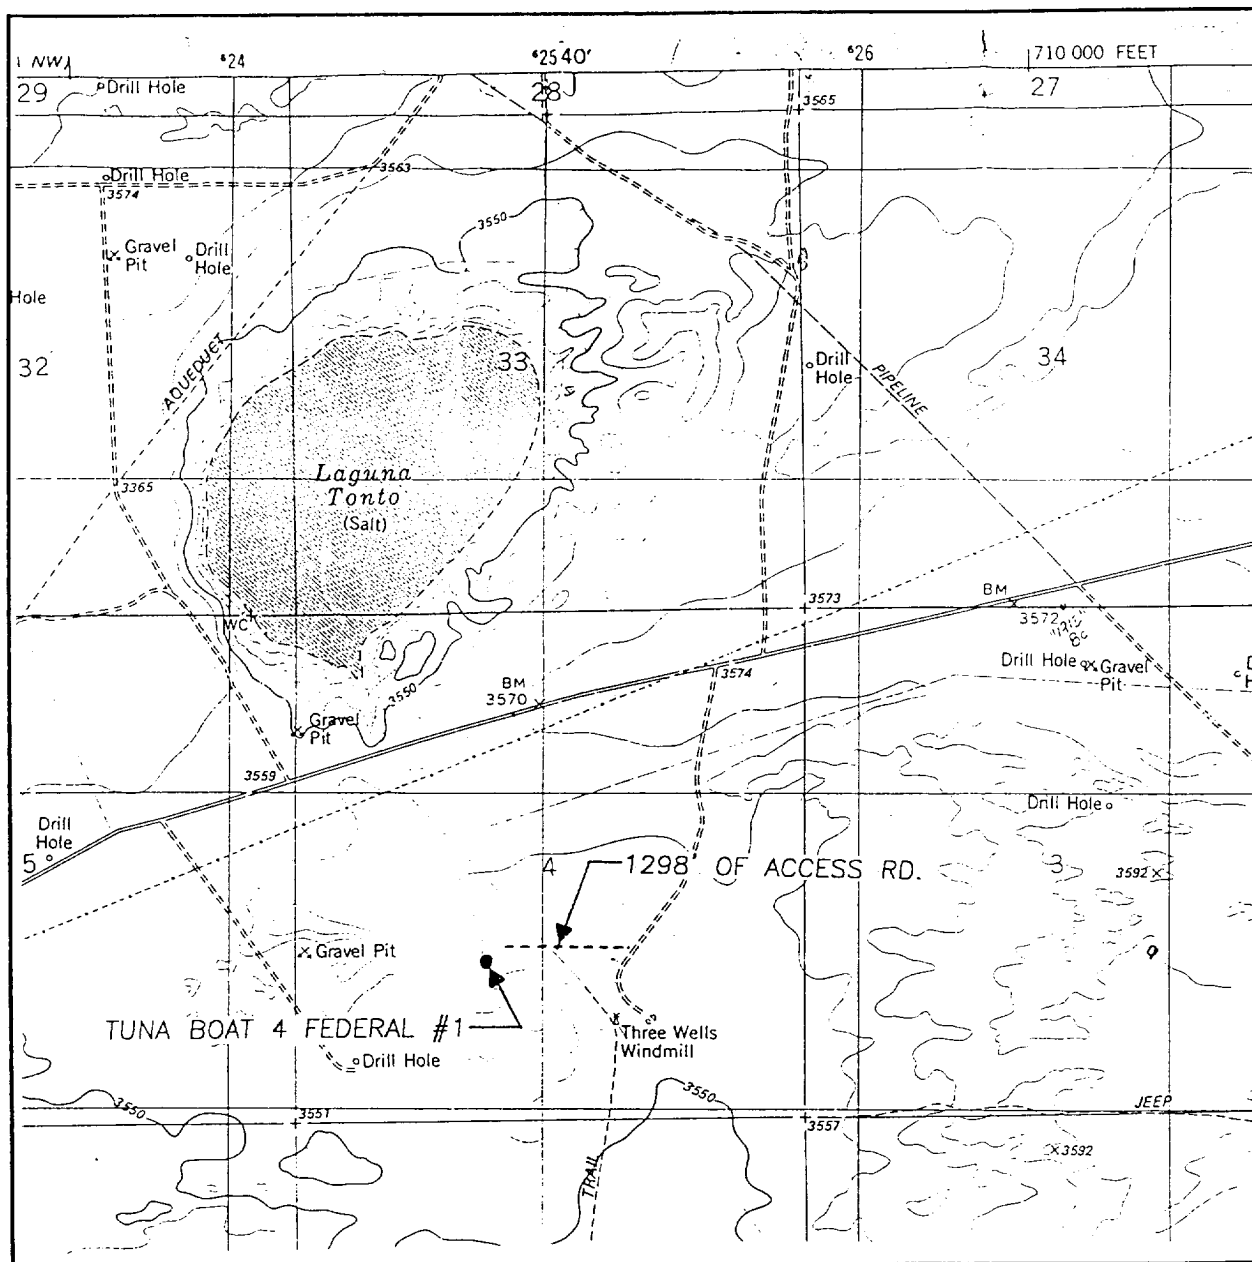 1 NW
⁶24
⁶25 40'
⁶26
710 000 FEET
29
Drill Hole
28
3565
27
3563
Drill Hole
3574
3550
Gravel
Pit
Drill
Hole
Hole
32
AQUEDUCT
33
Drill
Hole
PIPELINE
34
3365
Laguna
Tonto
(Salt)
WC
BM
3572
3573
3550
BM
3570
3574
Drill Hole
Gravel
Pit
D
H
Gravel
Pit
3559
Drill
Hole
5
4
1298' OF ACCESS RD.
Drill Hole
3
3592
Gravel Pit
TUNA BOAT 4 FEDERAL #1
Three Wells
Windmill
Drill Hole
3550
3551
3550
3557
JEEP
TRAIL
3592